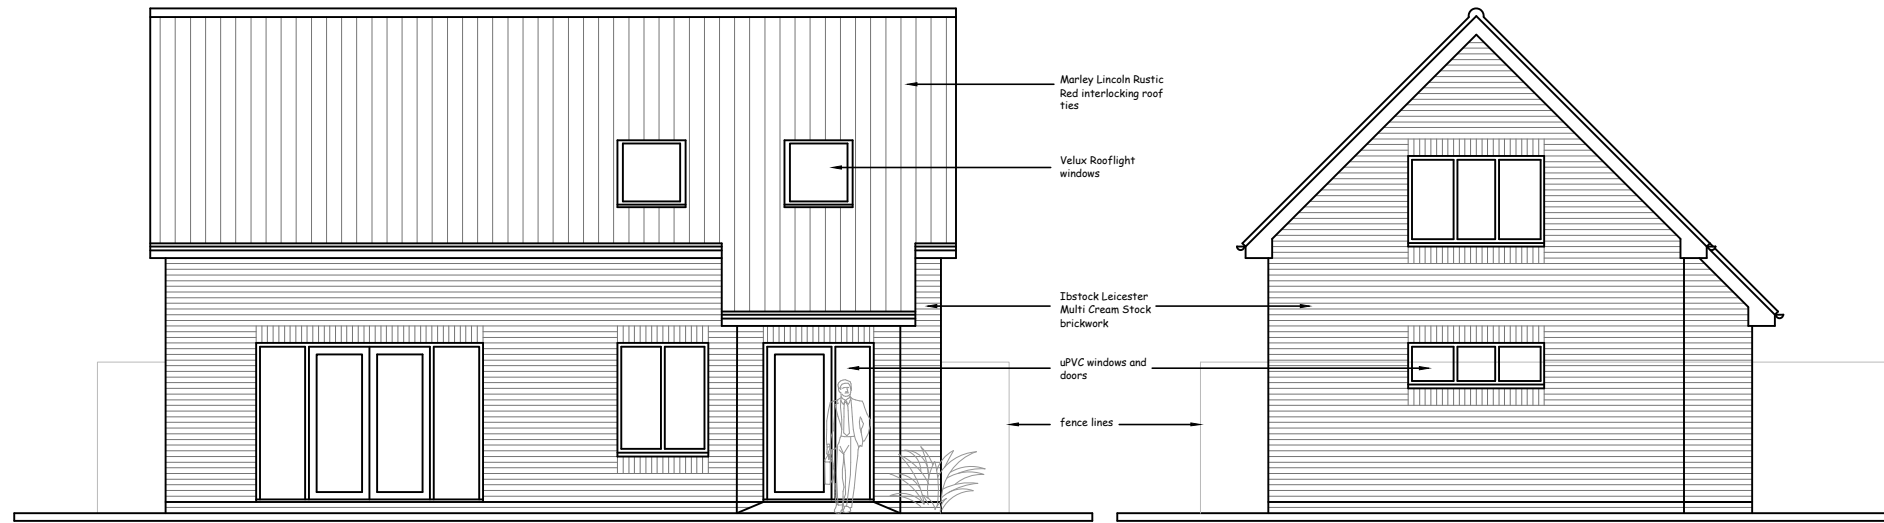 Marley Lincoln Rustic
Red interlocking roof
ties
Velux Rooflight
windows
Ibstock Leicester
Multi Cream Stock
brickwork
uPVC windows and
doors
fence lines